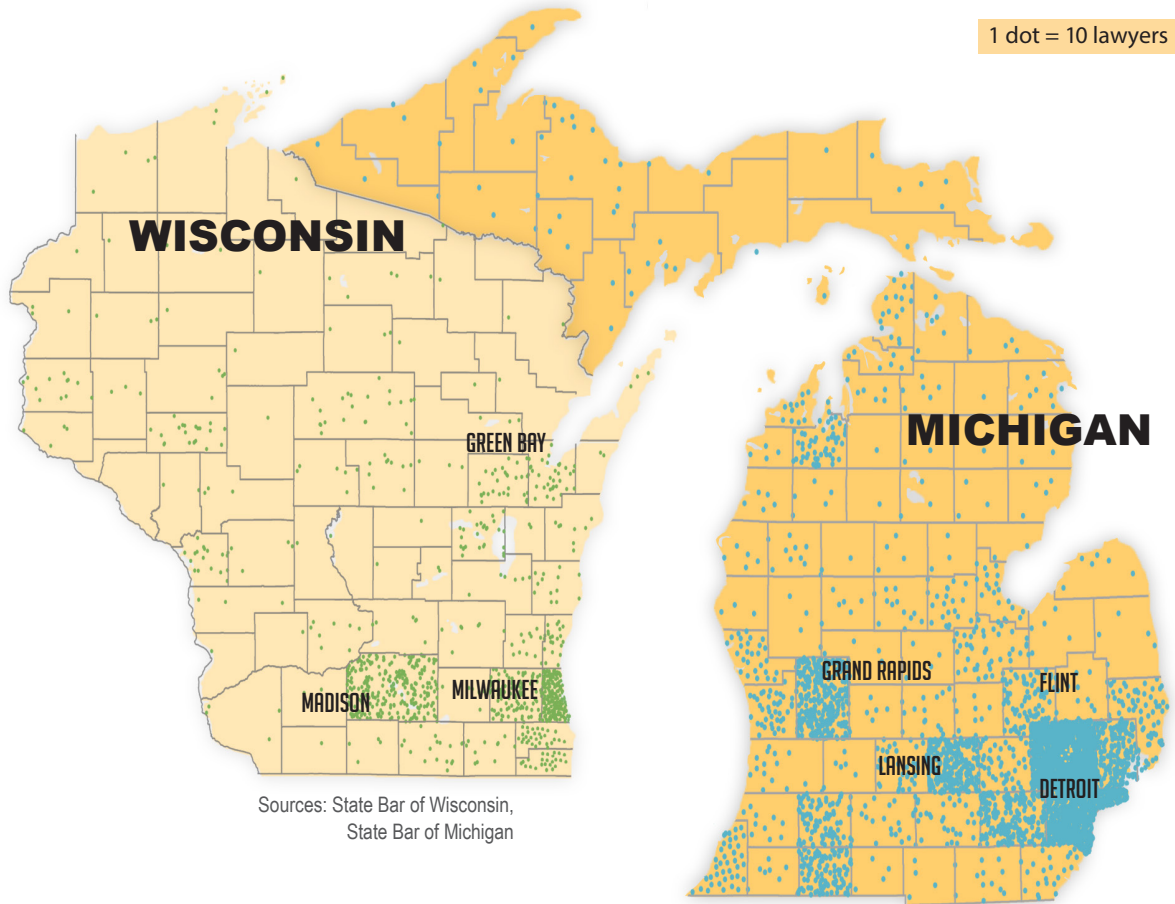 1 dot = 10 lawyers
WISCONSIN
MICHIGAN
GREEN BAY
GRAND RAPIDS
FLINT
MADISON
MILWAUKEE
LANSING
DETROIT
Sources: State Bar of Wisconsin,
State Bar of Michigan